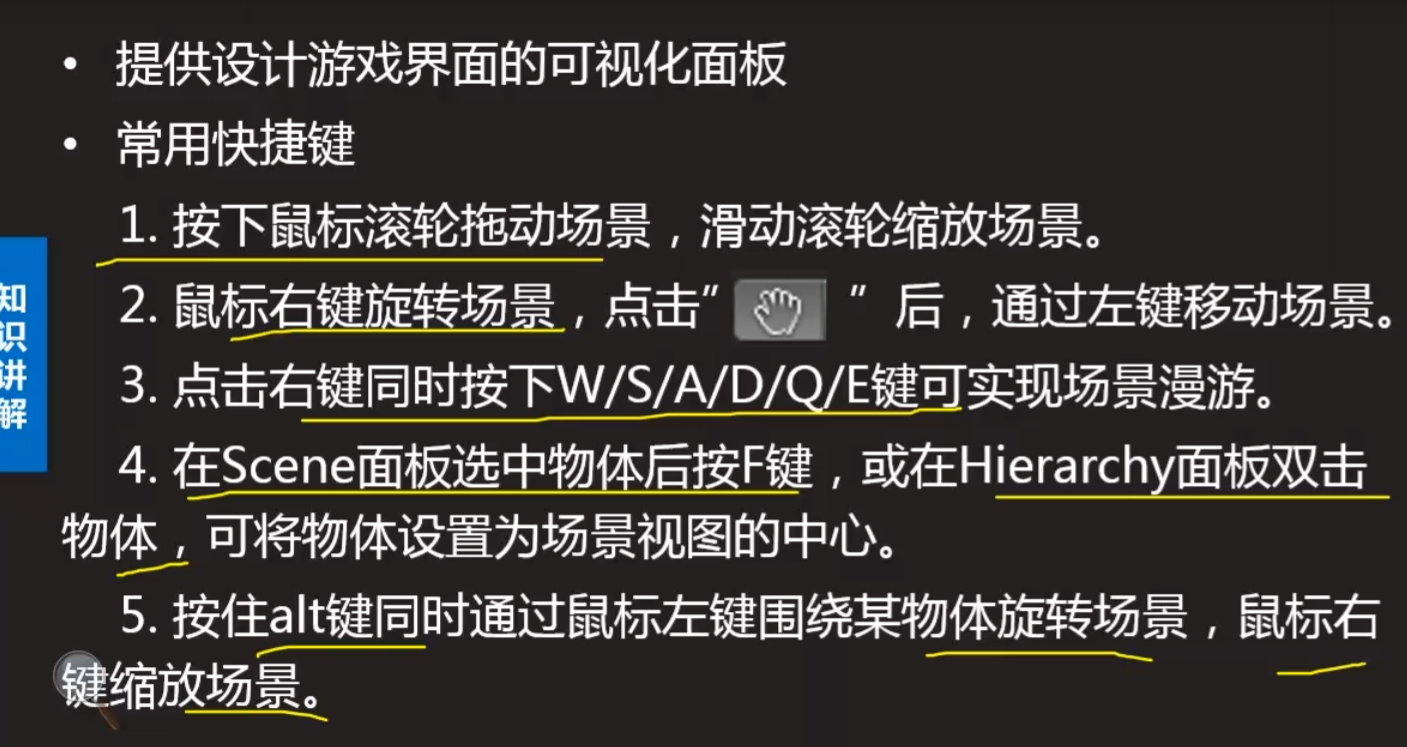 • 提供设计游戏界面的可视化面板
• 常用快捷键
1. 按下鼠标滚轮拖动场景，滑动滚轮缩放场景。
2. 鼠标右键旋转场景，点击” ”后，通过左键移动场景。
3. 点击右键同时按下W/S/A/D/Q/E键可实现场景漫游。
4. 在Scene面板选中物体后按F键，或在Hierarchy面板双击
物体，可将物体设置为场景视图的中心。
5. 按住alt键同时通过鼠标左键围绕某物体旋转场景，鼠标右
键缩放场景。
知
识
讲
解